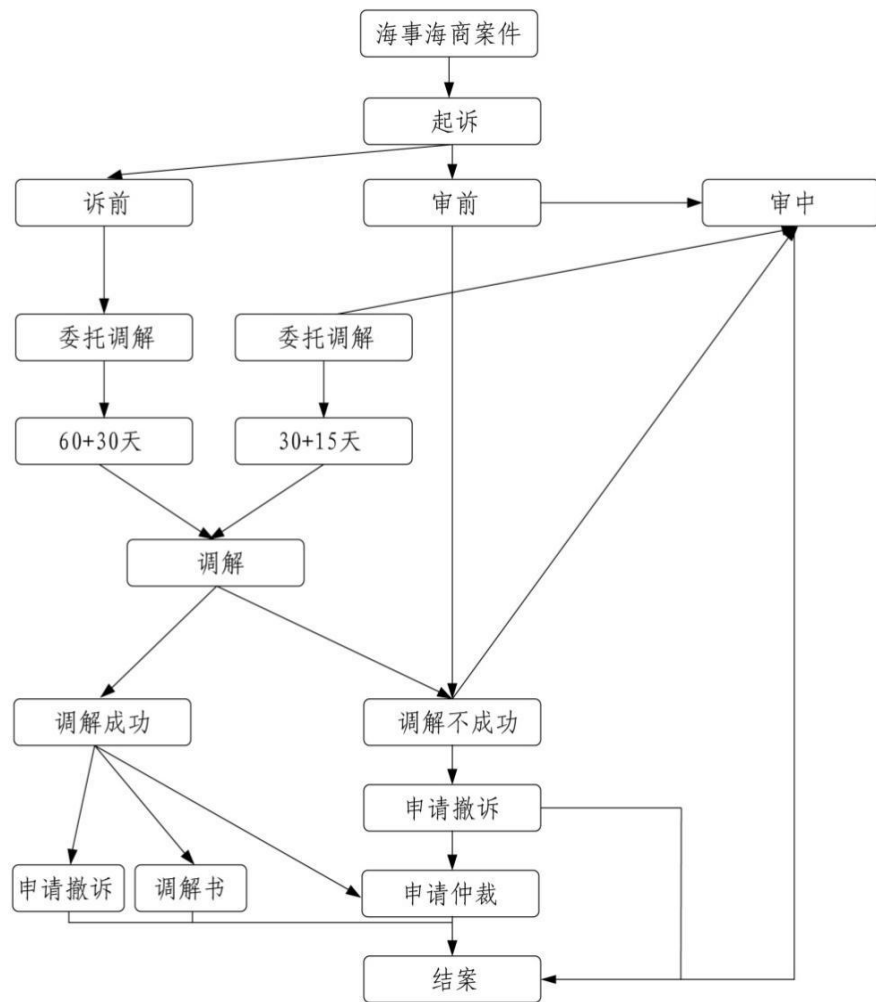 海事海商案件
起诉
诉前
审前
审中
委托调解
委托调解
60+30天
30+15天
调解
调解成功
调解不成功
申请撤诉
申请撤诉
调解书
申请仲裁
结案